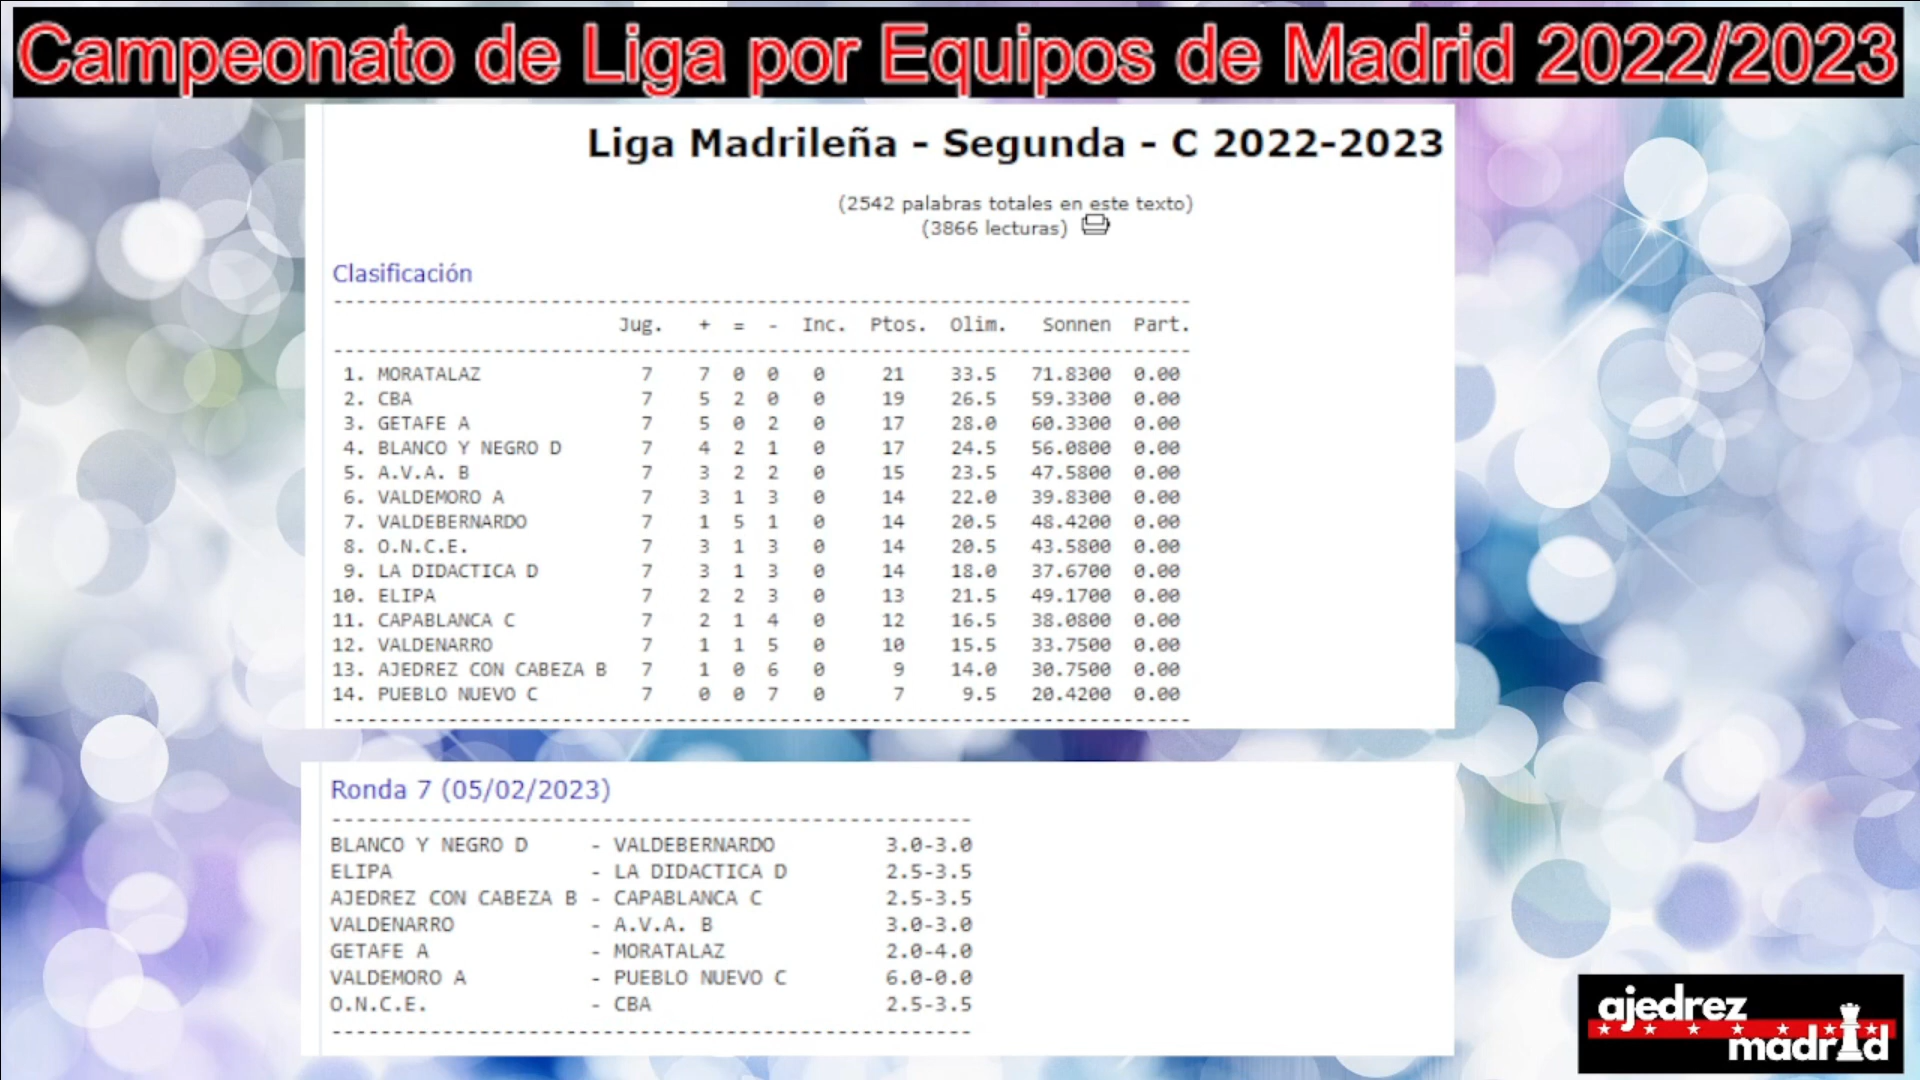 Campeonato de Liga por Equipos de Madrid 2022/2023
Liga Madrileña - Segunda - C 2022-2023
(2542 palabras totales en este texto)
(3866 lecturas)
Clasificación
--------------------------------------------------------------------------
Jug. + = - Inc. Ptos. Olim. Sonnen Part.
--------------------------------------------------------------------------
1. MORATALAZ 7 7 0 0 0 21 33.5 71.8300 0.00
2. CBA 7 5 2 0 0 19 26.5 59.3300 0.00
3. GETAFE A 7 5 0 2 0 17 28.0 60.3300 0.00
4. BLANCO Y NEGRO D 7 4 2 1 0 17 24.5 56.0800 0.00
5. A.V.A. B 7 3 2 2 0 15 23.5 47.5800 0.00
6. VALDEMORO A 7 3 1 3 0 14 22.0 39.8300 0.00
7. VALDEBERNARDO 7 1 5 1 0 14 20.5 48.4200 0.00
8. O.N.C.E. 7 3 1 3 0 14 20.5 43.5800 0.00
9. LA DIDACTICA D 7 3 1 3 0 14 18.0 37.6700 0.00
10. ELIPA 7 2 2 3 0 13 21.5 49.1700 0.00
11. CAPABLANCA C 7 2 1 4 0 12 16.5 38.0800 0.00
12. VALDENARRO 7 1 1 5 0 10 15.5 33.7500 0.00
13. AJEDREZ CON CABEZA B 7 1 0 6 0 9 14.0 30.7500 0.00
14. PUEBLO NUEVO C 7 0 0 7 0 7 9.5 20.4200 0.00
--------------------------------------------------------------------------
Ronda 7 (05/02/2023)
-----------------------------------------------------
BLANCO Y NEGRO D - VALDEBERNARDO 3.0-3.0
ELIPA - LA DIDACTICA D 2.5-3.5
AJEDREZ CON CABEZA B - CAPABLANCA C 2.5-3.5
VALDENARRO - A.V.A. B 3.0-3.0
GETAFE A - MORATALAZ 2.0-4.0
VALDEMORO A - PUEBLO NUEVO C 6.0-0.0
O.N.C.E. - CBA 2.5-3.5
-----------------------------------------------------
ajedrez
madrid